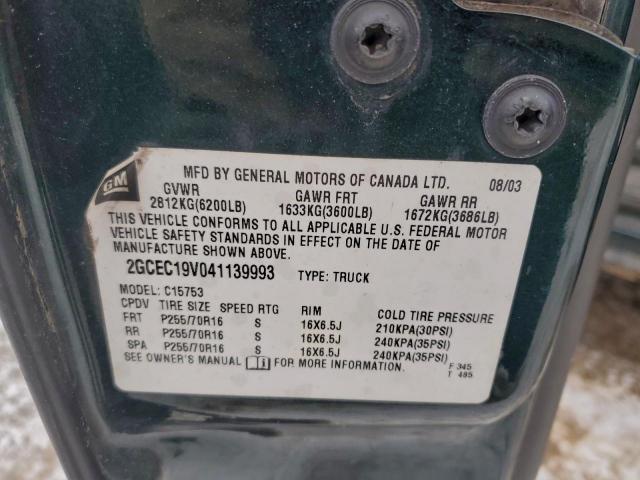 GM
MFD BY GENERAL MOTORS OF CANADA LTD. 08/03
GVWR GAWR FRT GAWR RR
2812KG(6200LB) 1633KG(3600LB) 1672KG(3686LB)
THIS VEHICLE CONFORMS TO ALL APPLICABLE U.S. FEDERAL MOTOR
VEHICLE SAFETY STANDARDS IN EFFECT ON THE DATE OF
MANUFACTURE SHOWN ABOVE.
2GCEC19V041139993 TYPE: TRUCK
MODEL: C15753
CPDV TIRE SIZE SPEED RTG RIM COLD TIRE PRESSURE
FRT P255/70R16 S 16X6.5J 210KPA(30PSI)
RR P255/70R16 S 16X6.5J 240KPA(35PSI)
SPA P255/70R16 S 16X6.5J 240KPA(35PSI)
SEE OWNER'S MANUAL FOR MORE INFORMATION.
F 345
T 485